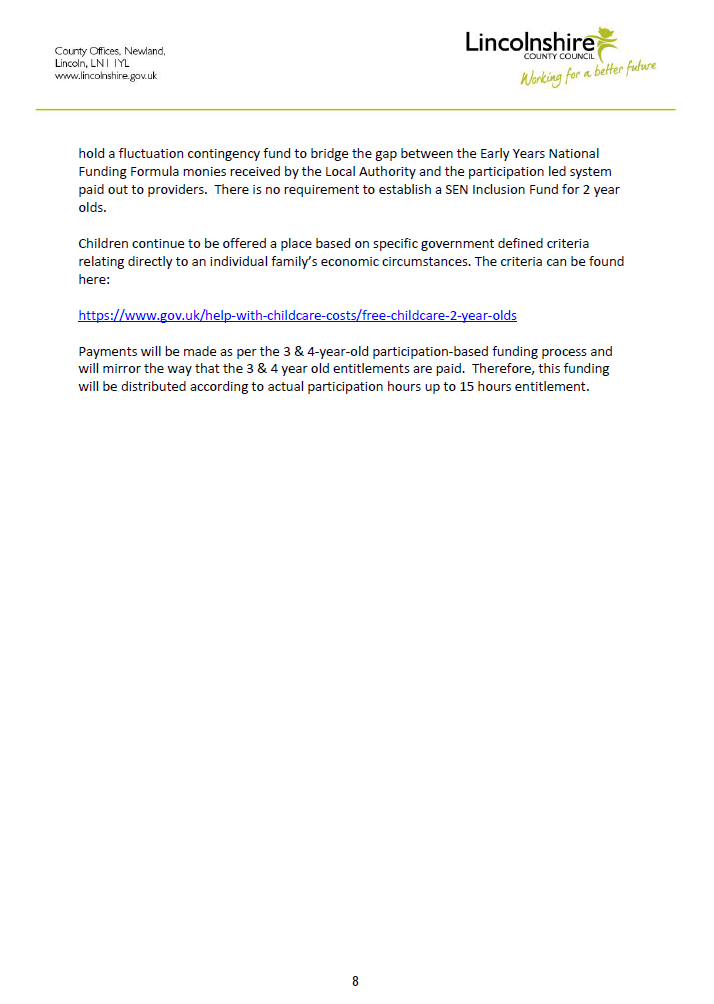 County Offices, Newland,
Lincoln, LN1 1YL
www.lincolnshire.gov.uk
Lincolnshire
COUNTY COUNCIL
Working for a better future
hold a fluctuation contingency fund to bridge the gap between the Early Years National
Funding Formula monies received by the Local Authority and the participation led system
paid out to providers.  There is no requirement to establish a SEN Inclusion Fund for 2 year
olds.
Children continue to be offered a place based on specific government defined criteria
relating directly to an individual family's economic circumstances. The criteria can be found
here:
https://www.gov.uk/help-with-childcare-costs/free-childcare-2-year-olds
Payments will be made as per the 3 & 4-year-old participation-based funding process and
will mirror the way that the 3 & 4 year old entitlements are paid.  Therefore, this funding
will be distributed according to actual participation hours up to 15 hours entitlement.
8